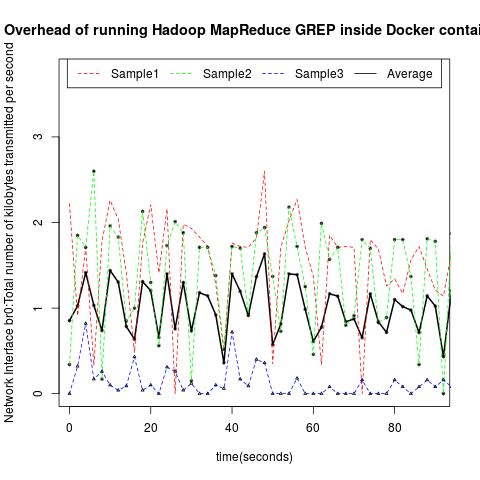 Overhead of running Hadoop MapReduce GREP inside Docker contai
Sample1 Sample2 Sample3 Average
Network Interface br0:Total number of kilobytes transmitted per second
3
2
1
0
0 20 40 60 80
time(seconds)